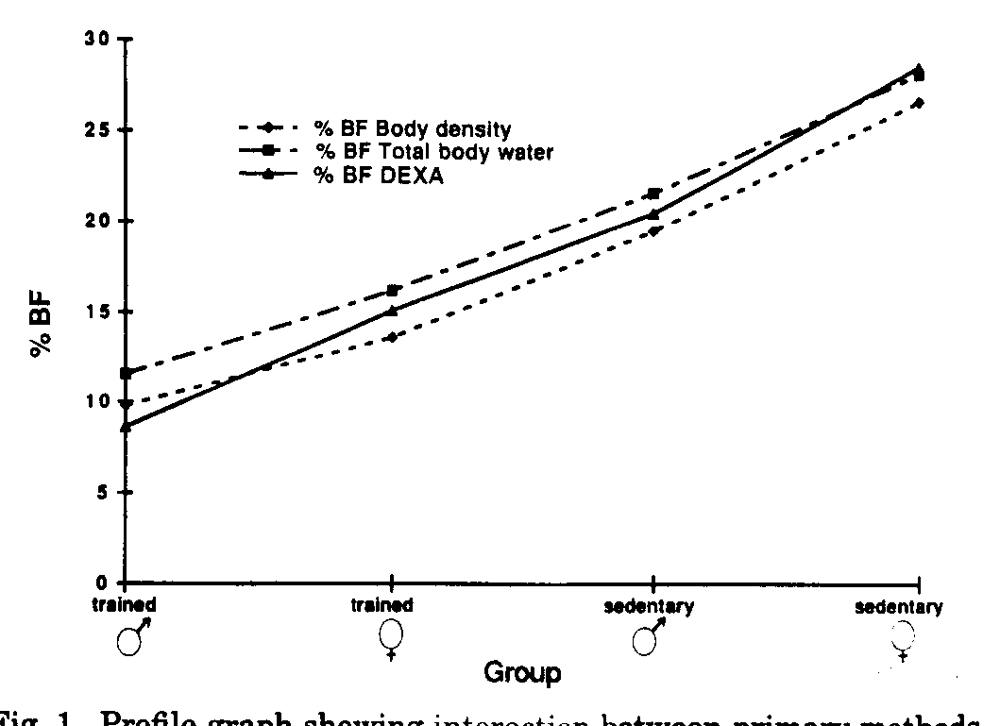 30
25
20
15
10
5
0
% BF
% BF Body density
% BF Total body water
% BF DEXA
trained
trained
sedentary
sedentary
♂
♀
♂
♀
Group
Fig. 1. Profile graph showing interaction between primary methods